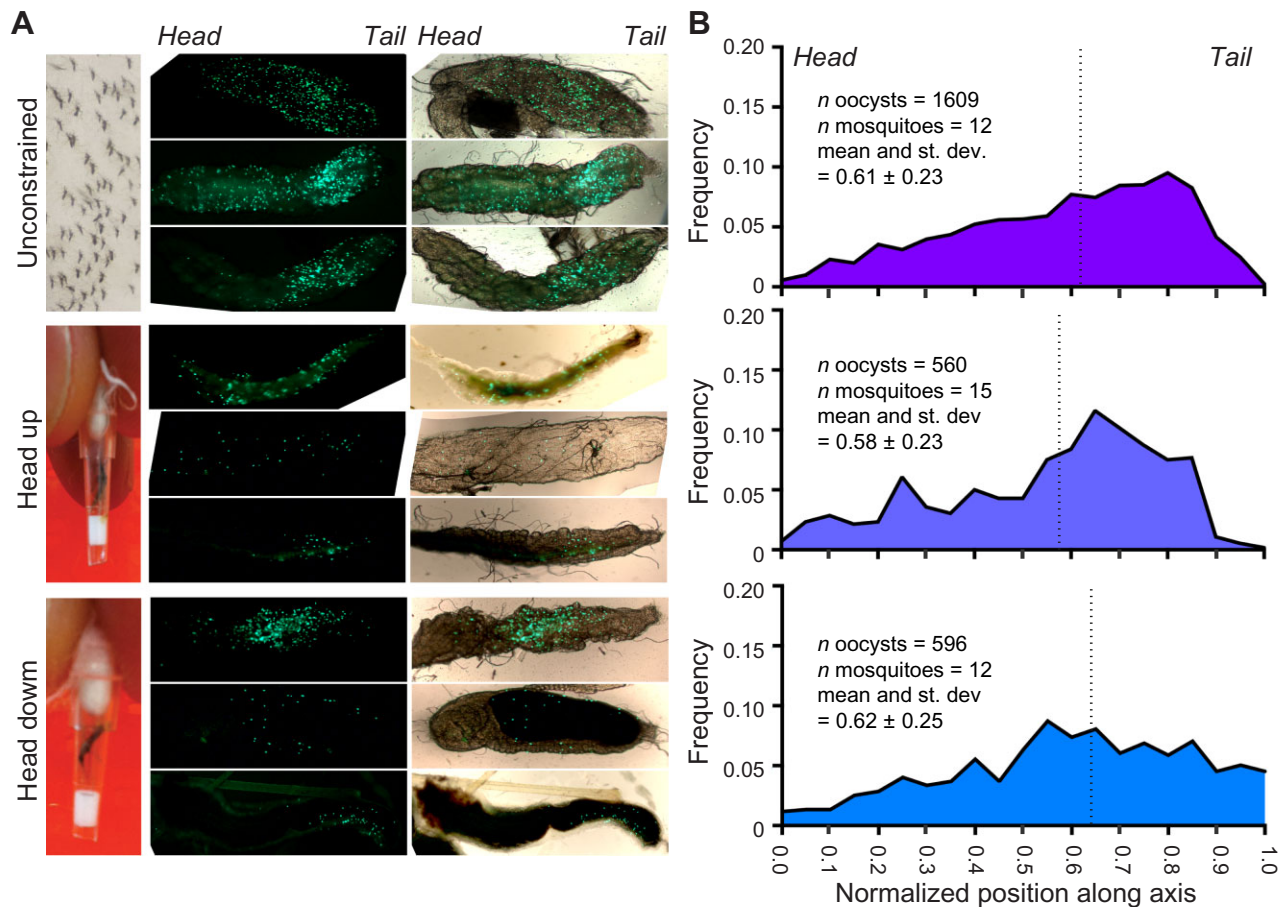 A
Head Tail Head Tail
Unconstrained
Head up
Head down
B
Head Tail
n oocysts = 1609
n mosquitoes = 12
mean and st. dev.
= 0.61 ± 0.23
Frequency
0.20
0.15
0.10
0.05
0
n oocysts = 560
n mosquitoes = 15
mean and st. dev
= 0.58 ± 0.23
Frequency
0.20
0.15
0.10
0.05
0
n oocysts = 596
n mosquitoes = 12
mean and st. dev
= 0.62 ± 0.25
Frequency
0.20
0.15
0.10
0.05
0
0.0 0.1 0.2 0.3 0.4 0.5 0.6 0.7 0.8 0.9 1.0
Normalized position along axis